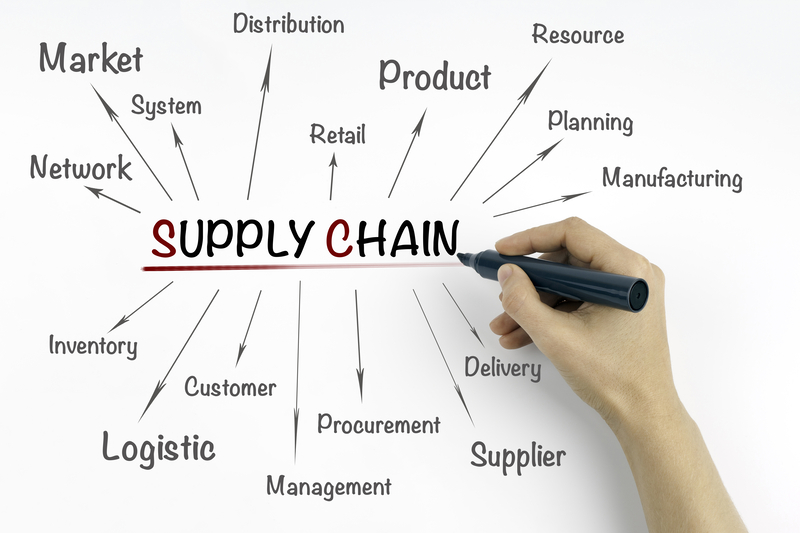 Distribution
Resource
Market
Product
System
Planning
Retail
Network
Manufacturing
SUPPLY CHAIN
Inventory
Delivery
Customer
Procurement
Logistic
Supplier
Management